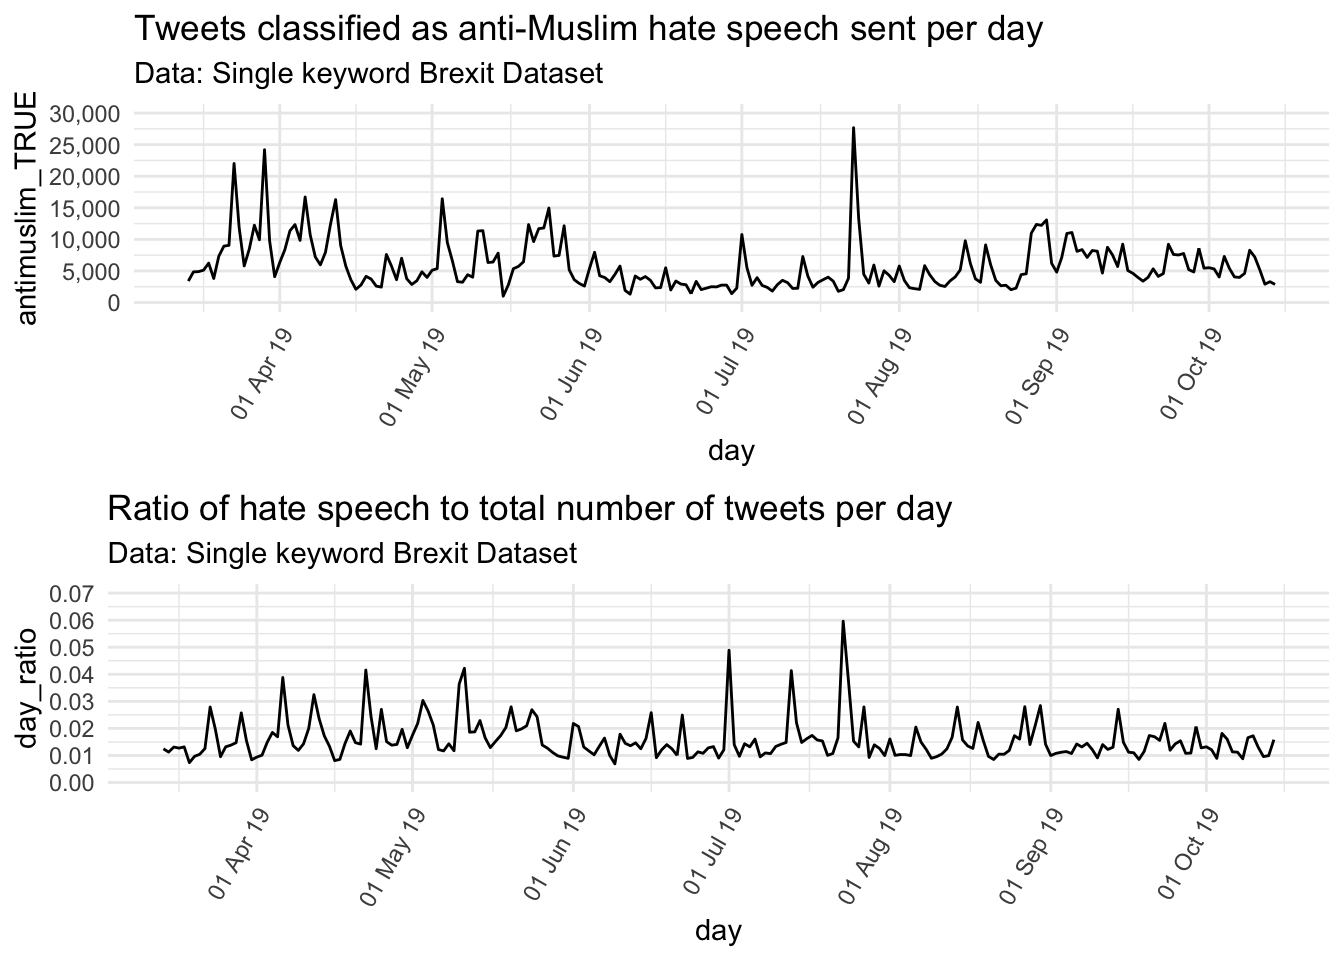 Tweets classified as anti-Muslim hate speech sent per day
Data: Single keyword Brexit Dataset
antimuslim_TRUE
30,000
25,000
20,000
15,000
10,000
5,000
0
01 Apr 19
01 May 19
01 Jun 19
01 Jul 19
01 Aug 19
01 Sep 19
01 Oct 19
day
Ratio of hate speech to total number of tweets per day
Data: Single keyword Brexit Dataset
day_ratio
0.07
0.06
0.05
0.04
0.03
0.02
0.01
0.00
01 Apr 19
01 May 19
01 Jun 19
01 Jul 19
01 Aug 19
01 Sep 19
01 Oct 19
day